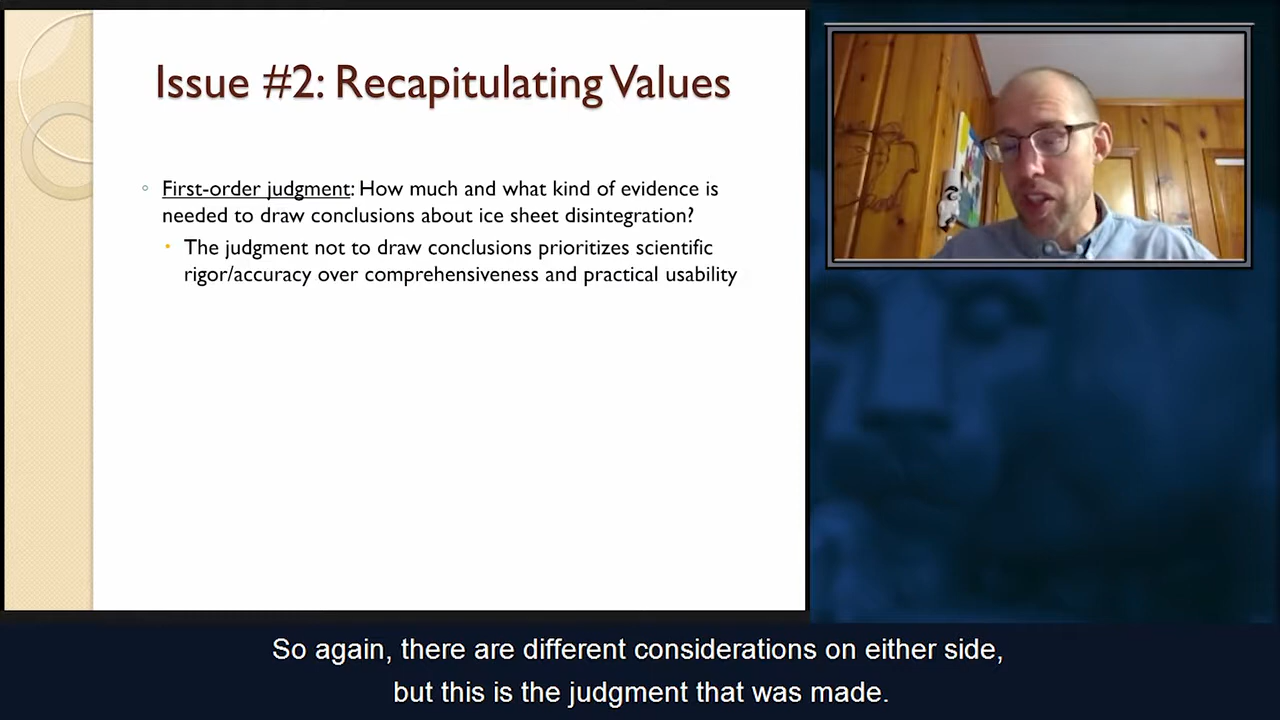 Issue #2: Recapitulating Values
First-order judgment: How much and what kind of evidence is
needed to draw conclusions about ice sheet disintegration?
The judgment not to draw conclusions prioritizes scientific
rigor/accuracy over comprehensiveness and practical usability
So again, there are different considerations on either side,
but this is the judgment that was made.